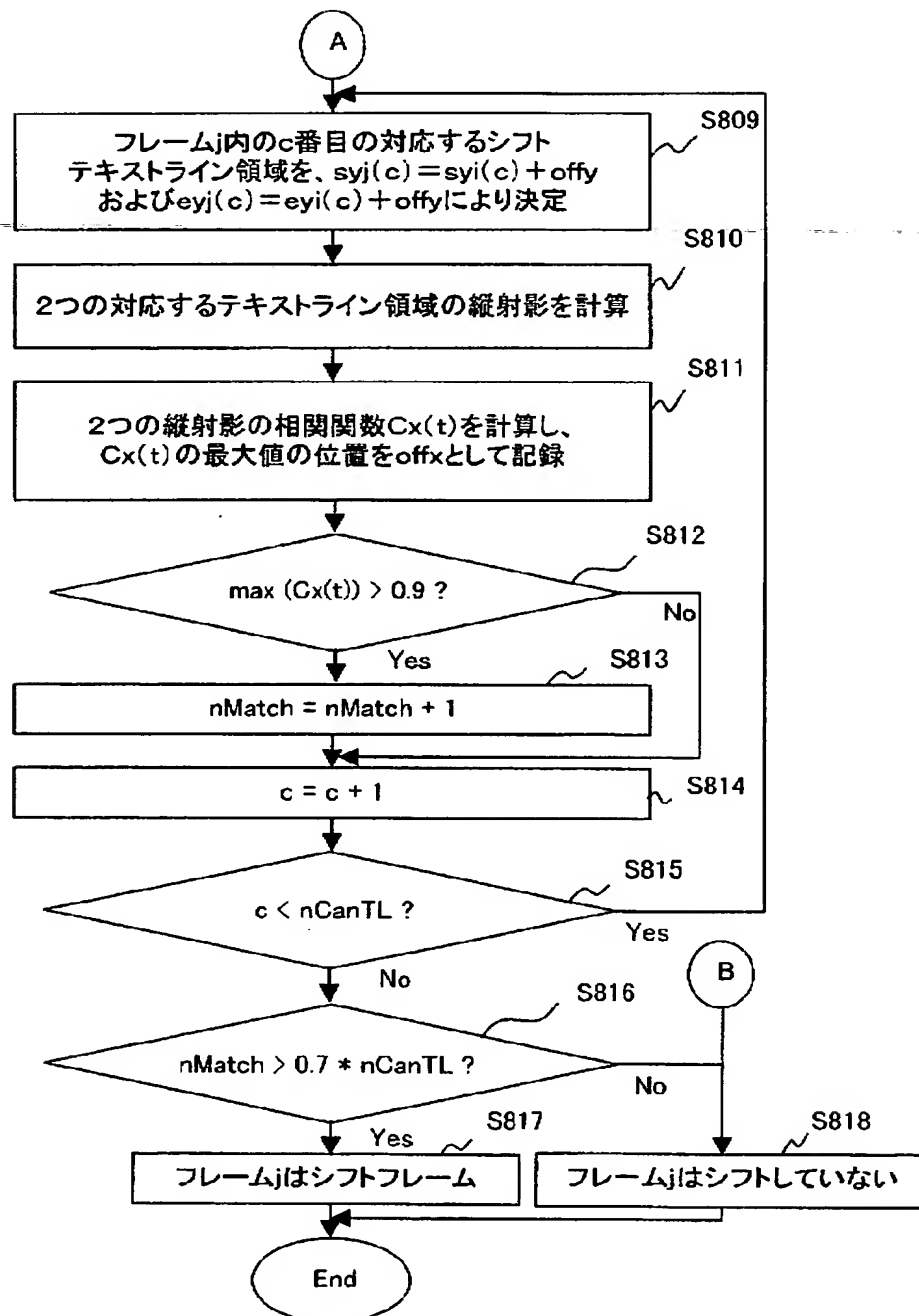 A
S809
フレームj内のc番目の対応するシフト
テキストライン領域を、syj(c)=syi(c)+offy
およびeyj(c)=eyi(c)+offyにより決定
S810
2つの対応するテキストライン領域の縦射影を計算
S811
2つの縦射影の相関関数Cx(t)を計算し、
Cx(t)の最大値の位置をoffxとして記録
S812
max (Cx(t)) > 0.9 ?
No
Yes
S813
nMatch = nMatch + 1
S814
c = c + 1
S815
c < nCanTL ?
Yes
No
B
S816
nMatch > 0.7 * nCanTL ?
No
Yes
S817
S818
フレームjはシフトフレーム
フレームjはシフトしていない
End